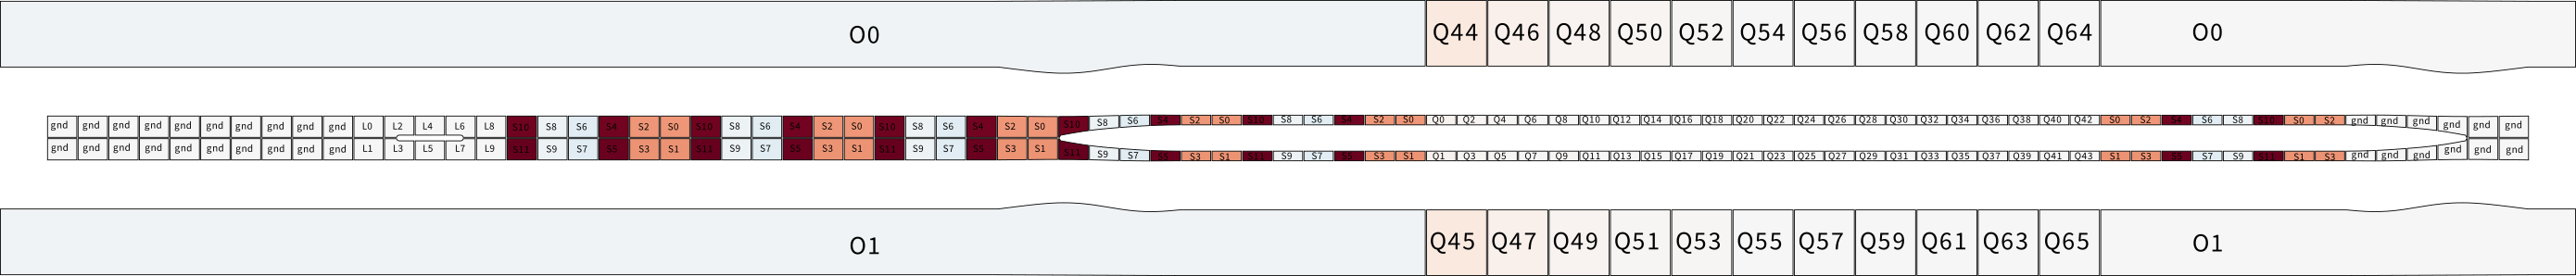 O0 Q44 Q46 Q48 Q50 Q52 Q54 Q56 Q58 Q60 Q62 Q64 O0
gnd gnd gnd gnd gnd gnd gnd gnd gnd gnd L0 L2 L4 L6 L8 S10 S8 S6 S4 S2 S0 S10 S8 S6 S4 S2 S0 S10 S8 S6 S4 S2 S0 S10 S8 S6 S4 S2 S0 S10 S8 S6 S4 S2 S0 Q0 Q2 Q4 Q6 Q8 Q10 Q12 Q14 Q16 Q18 Q20 Q22 Q24 Q26 Q28 Q30 Q32 Q34 Q36 Q38 Q40 Q42 S0 S2 S4 S6 S8 S10 S0 S2 gnd gnd gnd gnd gnd gnd
gnd gnd gnd gnd gnd gnd gnd gnd gnd gnd L1 L3 L5 L7 L9 S11 S9 S7 S5 S3 S1 S11 S9 S7 S5 S3 S1 S11 S9 S7 S5 S3 S1 S11 S9 S7 S5 S3 S1 S11 S9 S7 S5 S3 S1 Q1 Q3 Q5 Q7 Q9 Q11 Q13 Q15 Q17 Q19 Q21 Q23 Q25 Q27 Q29 Q31 Q33 Q35 Q37 Q39 Q41 Q43 S1 S3 S5 S7 S9 S11 S1 S3 gnd gnd gnd gnd gnd gnd
O1 Q45 Q47 Q49 Q51 Q53 Q55 Q57 Q59 Q61 Q63 Q65 O1